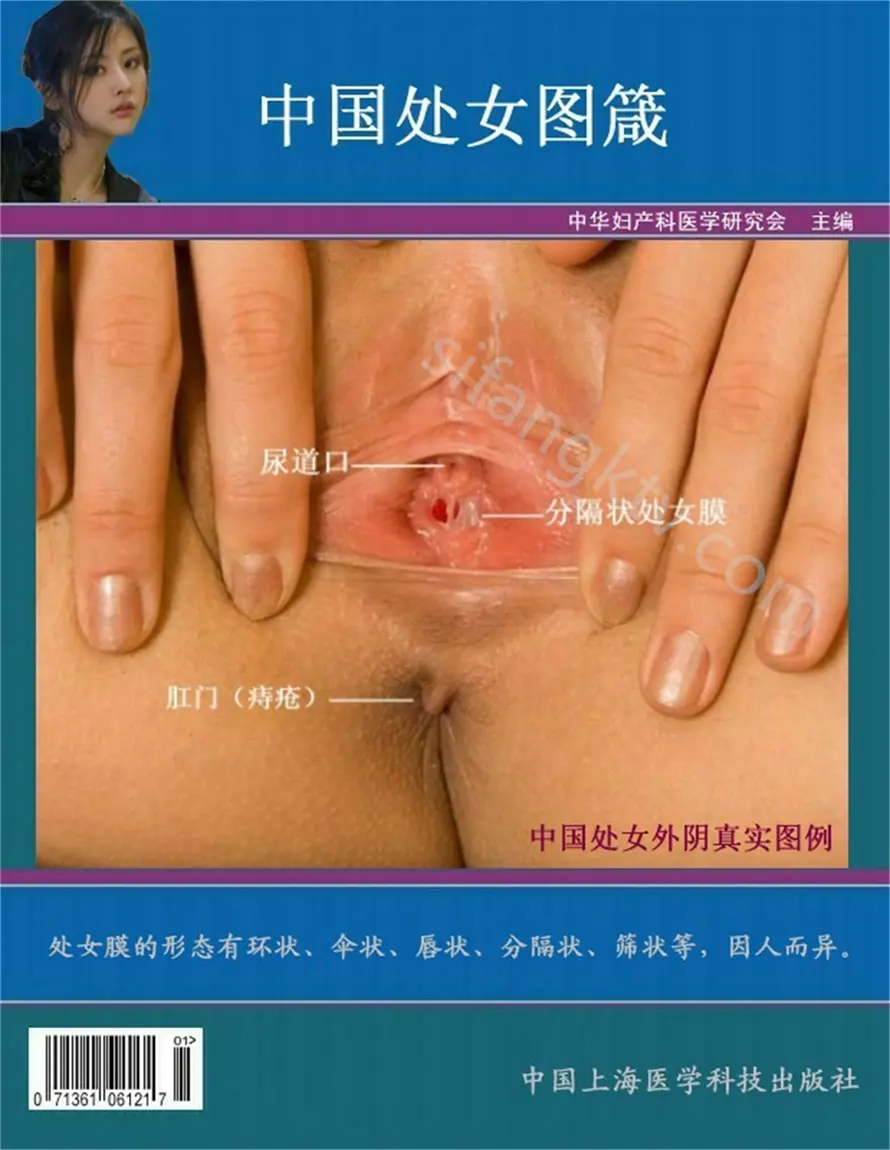 中国处女图箴
中华妇产科医学研究会 主编
sifangktv.com
尿道口
分隔状处女膜
肛门（痔疮）
中国处女外阴真实图例
处女膜的形态有环状、伞状、唇状、分隔状、筛状等，因人而异。
01>
0 71361 06121 7
中国上海医学科技出版社